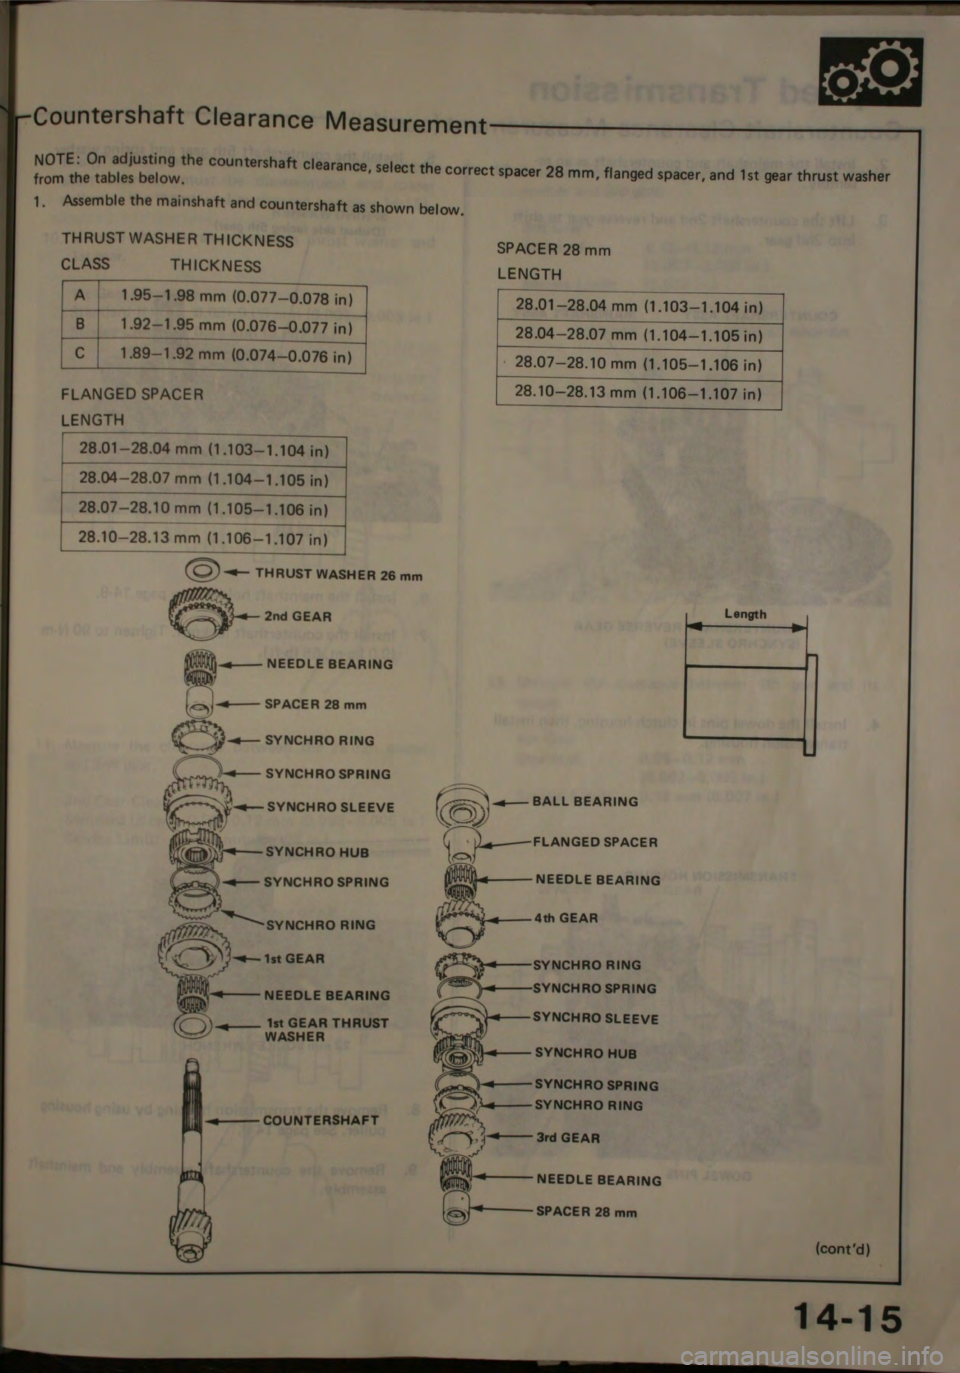 Countershaft Clearance Measurement
NOTE: On adjusting the countershaft clearance, select the correct spacer 28 mm, flanged spacer, and 1st gear thrust washer
from the tables below.
1. Assemble the mainshaft and countershaft as shown below.
THRUST WASHER THICKNESS
CLASS THICKNESS
A 1.95–1.98 mm (0.077–0.078 in)
B 1.92–1.95 mm (0.076–0.077 in)
C 1.89–1.92 mm (0.074–0.076 in)
SPACER 28 mm
LENGTH
28.01–28.04 mm (1.103–1.104 in)
28.04–28.07 mm (1.104–1.105 in)
28.07–28.10 mm (1.105–1.106 in)
28.10–28.13 mm (1.106–1.107 in)
FLANGED SPACER
LENGTH
28.01–28.04 mm (1.103–1.104 in)
28.04–28.07 mm (1.104–1.105 in)
28.07–28.10 mm (1.105–1.106 in)
28.10–28.13 mm (1.106–1.107 in)
THRUST WASHER 26 mm
2nd GEAR
NEEDLE BEARING
SPACER 28 mm
SYNCHRO RING
SYNCHRO SPRING
SYNCHRO SLEEVE
SYNCHRO HUB
SYNCHRO SPRING
SYNCHRO RING
1st GEAR
NEEDLE BEARING
1st GEAR THRUST
WASHER
COUNTERSHAFT
Length
BALL BEARING
FLANGED SPACER
NEEDLE BEARING
4th GEAR
SYNCHRO RING
SYNCHRO SPRING
SYNCHRO SLEEVE
SYNCHRO HUB
SYNCHRO SPRING
SYNCHRO RING
3rd GEAR
NEEDLE BEARING
SPACER 28 mm
(cont'd)
14-15
carmanualsonline.info